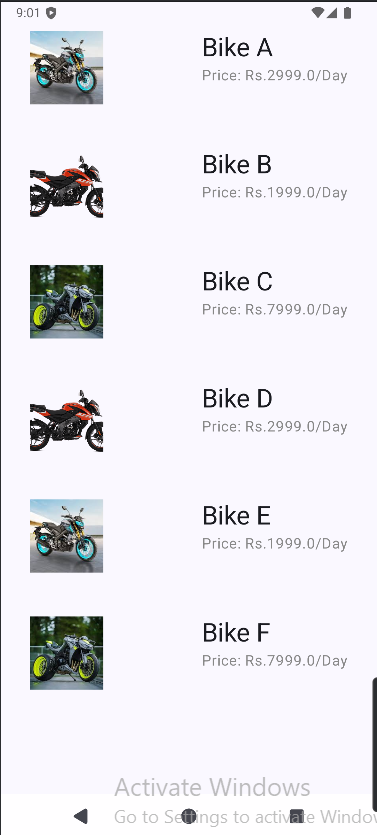 9:01
Bike A
Price: Rs.2999.0/Day
Bike B
Price: Rs.1999.0/Day
Bike C
Price: Rs.7999.0/Day
Bike D
Price: Rs.2999.0/Day
Bike E
Price: Rs.1999.0/Day
Bike F
Price: Rs.7999.0/Day
Activate Windows
Go to Settings to activate Windov